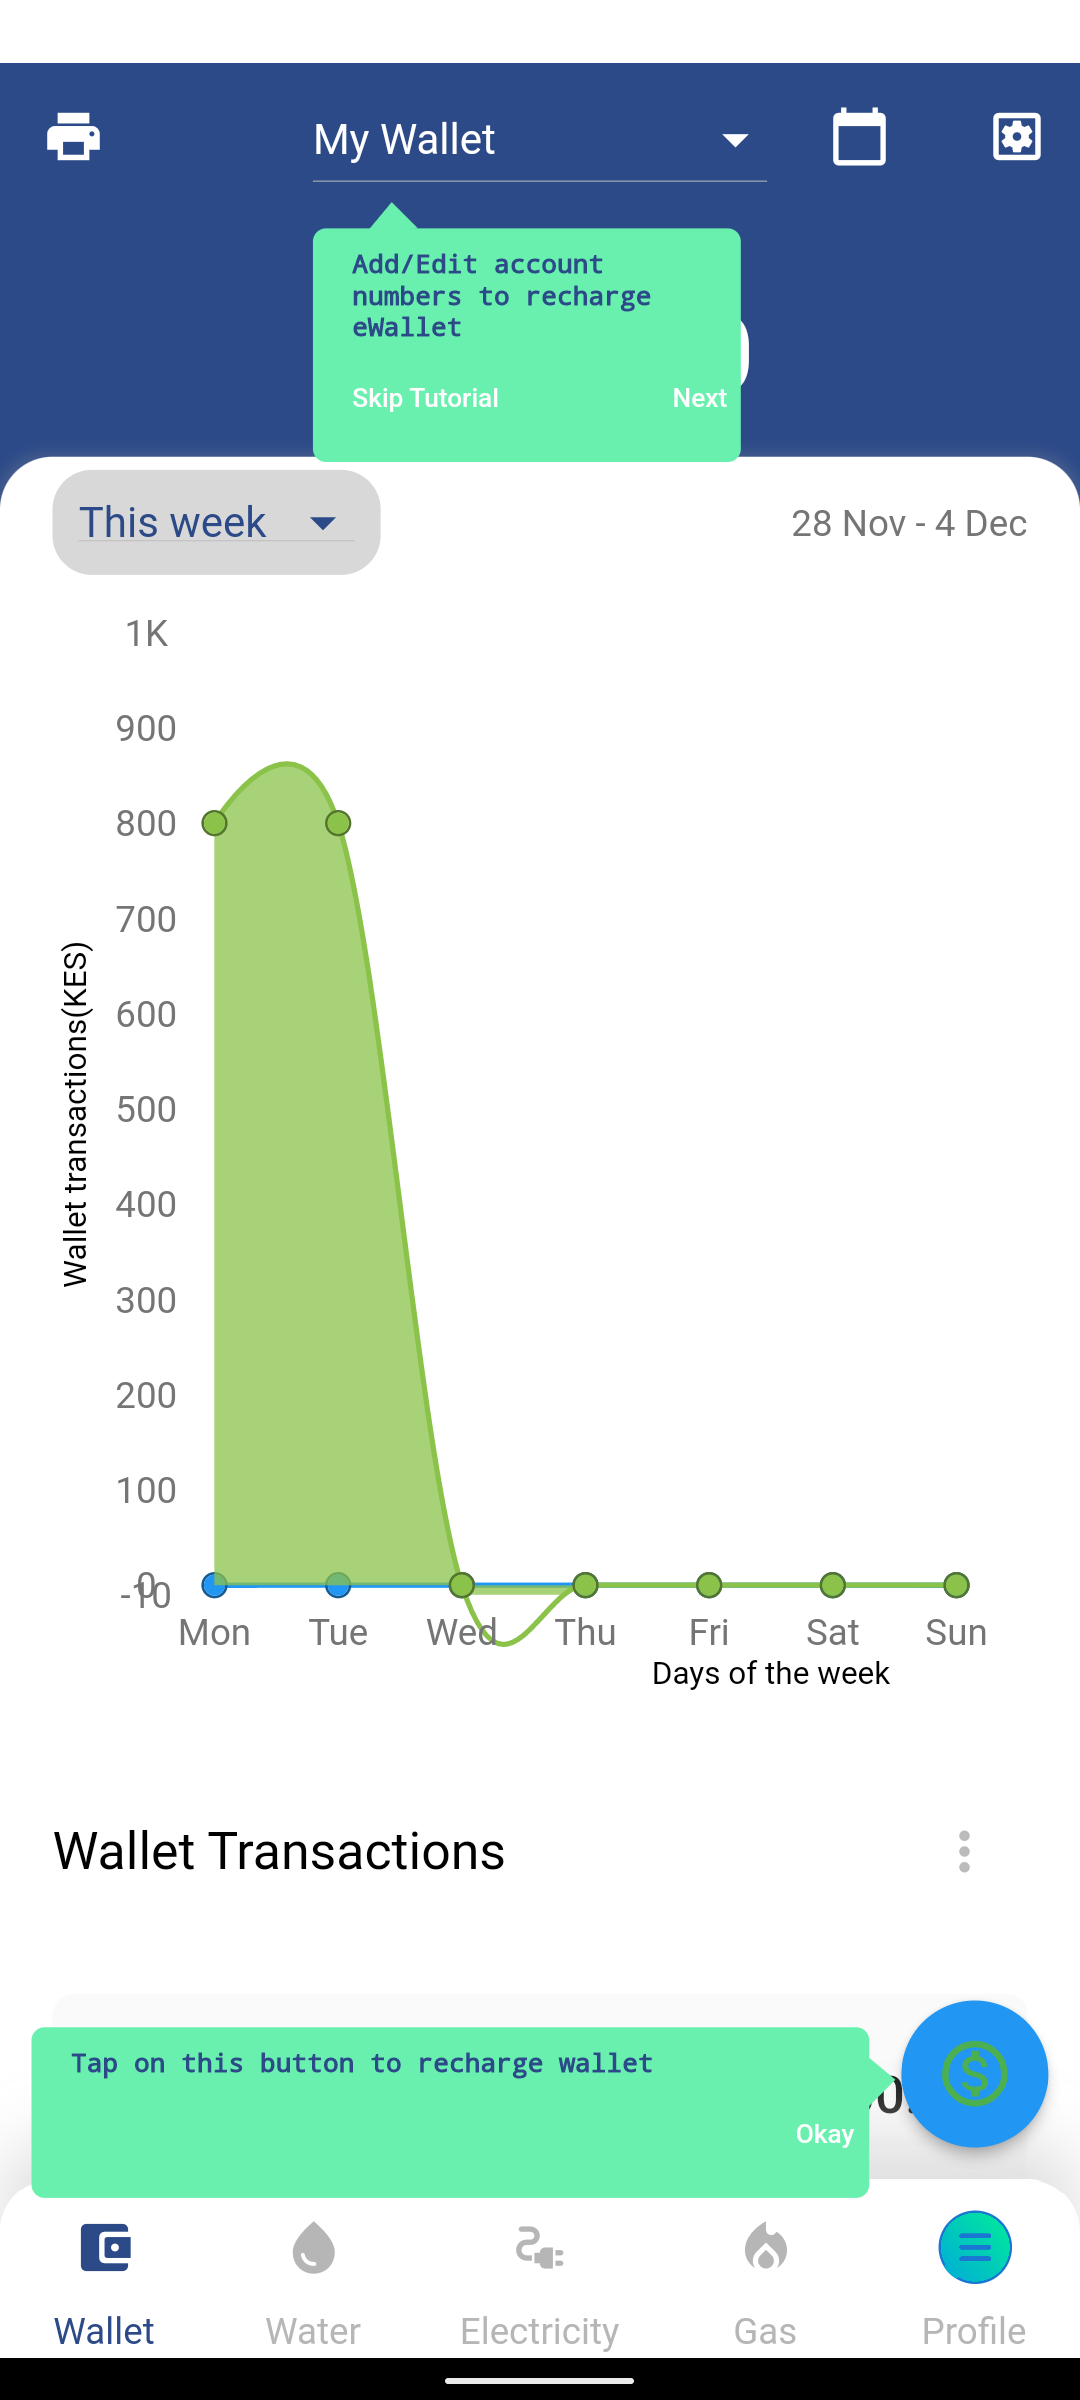 My Wallet
Add/Edit account
numbers to recharge
eWallet
Skip Tutorial
Next
This week
28 Nov - 4 Dec
1K
900
800
700
600
500
400
300
200
100
0
-10
Wallet transactions(KES)
Mon Tue Wed Thu Fri Sat Sun
Days of the week
Wallet Transactions
Tap on this button to recharge wallet
Okay
Wallet Water Electricity Gas Profile